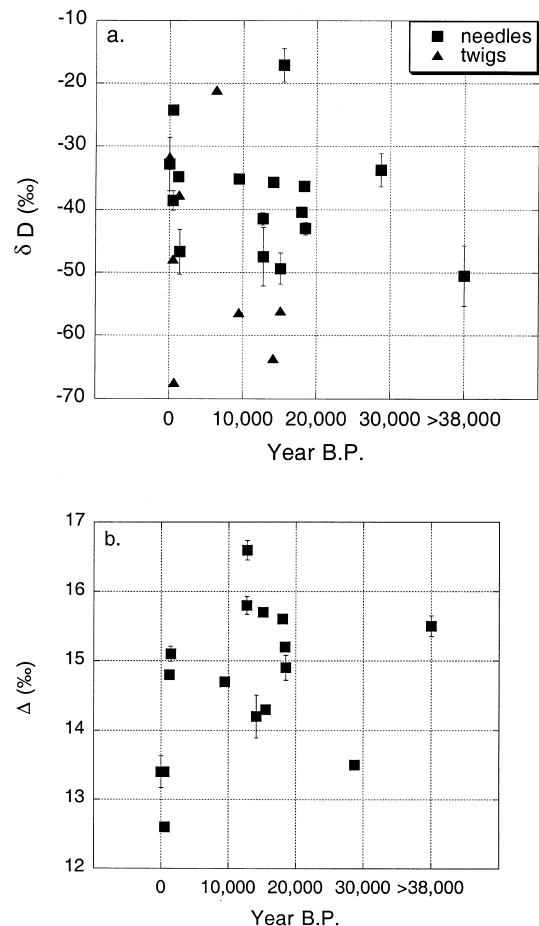 a.
needles
twigs
-10
-20
-30
-40
-50
-60
-70
δ D (‰)
0 10,000 20,000 30,000 >38,000
Year B.P.
b.
17
16
15
14
13
12
Δ (‰)
0 10,000 20,000 30,000 >38,000
Year B.P.